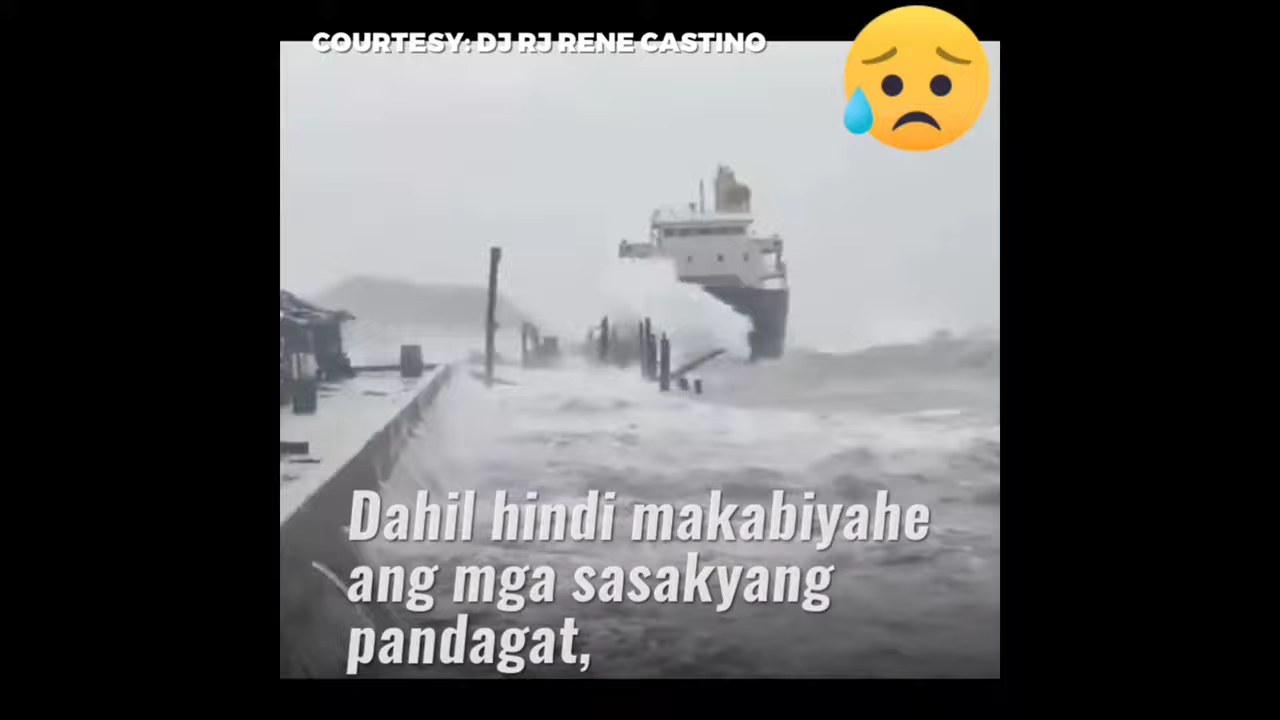 COURTESY: DJ RJ RENE CASTINO
Dahil hindi makabiyahe
ang mga sasakyang
pandagat,